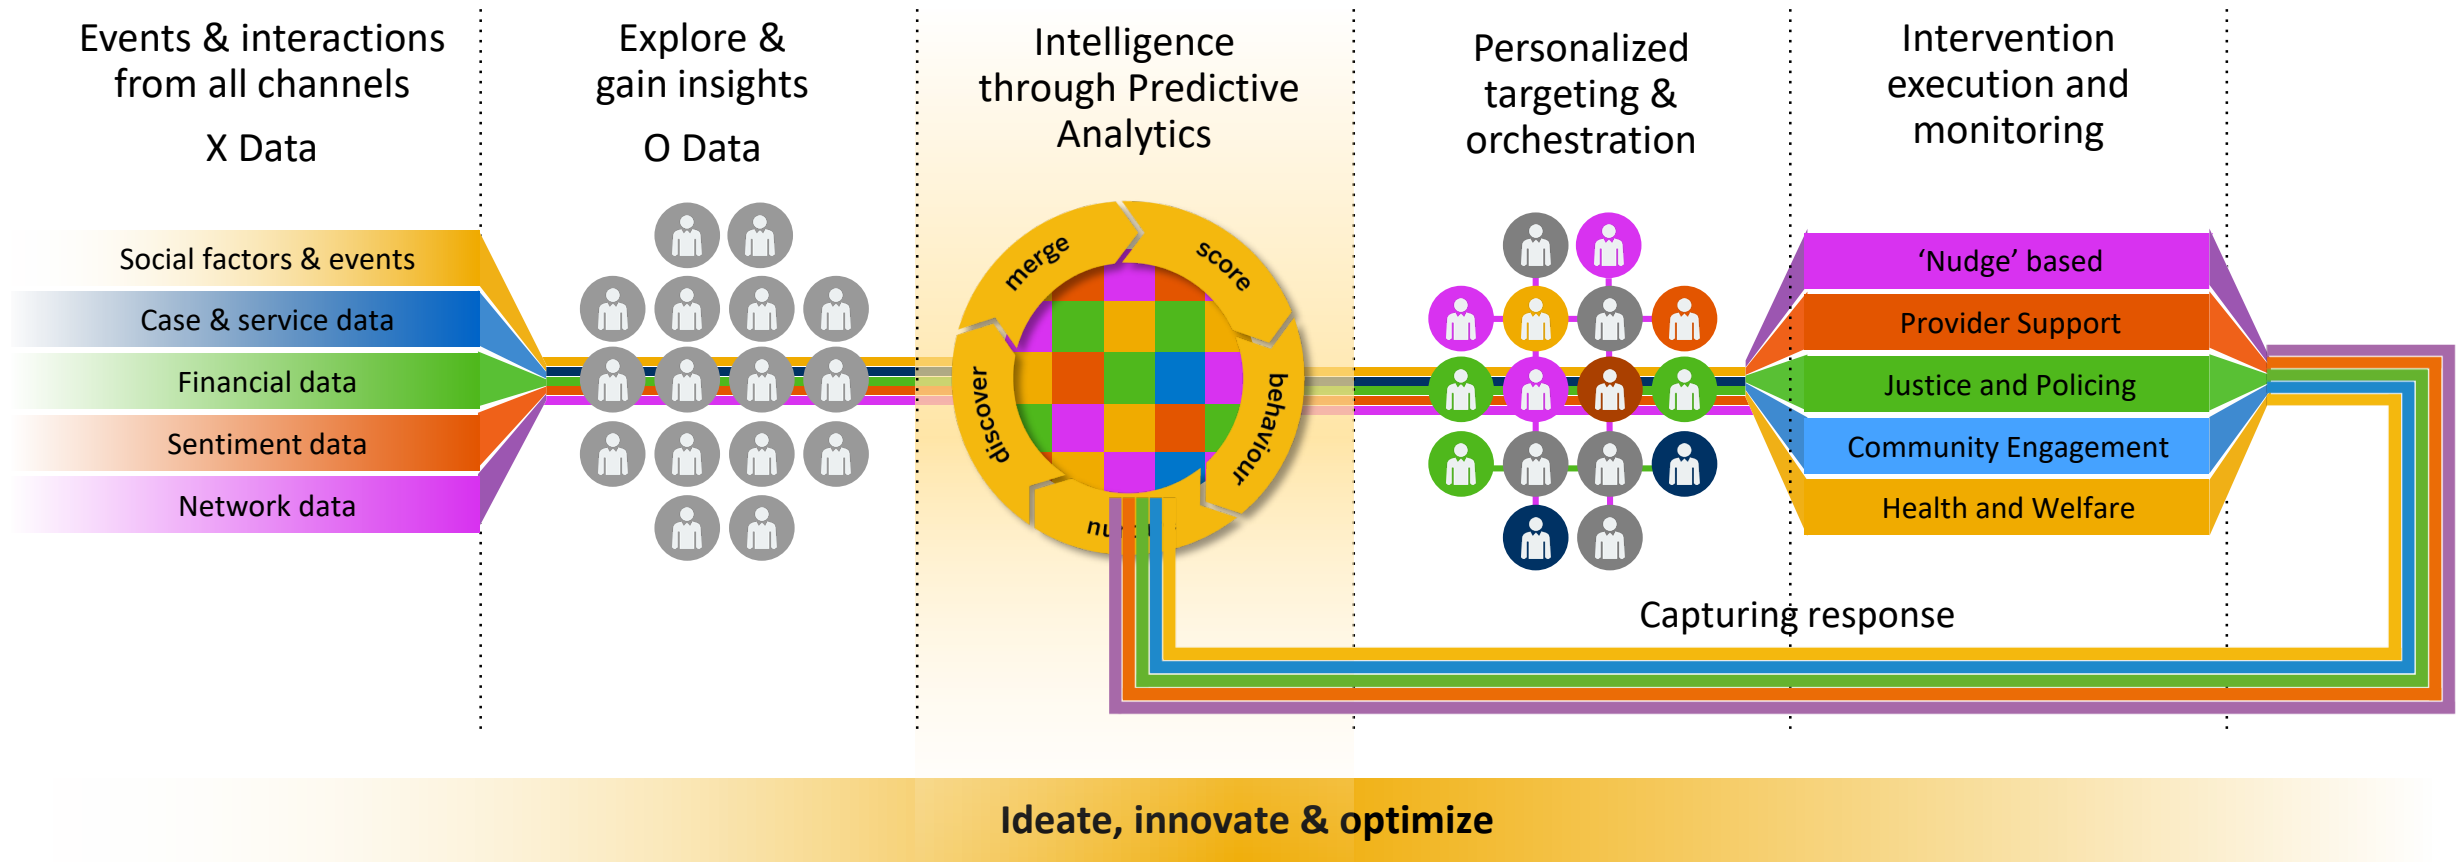 Events & interactions
from all channels
X Data
Explore &
gain insights
O Data
Intelligence
through Predictive
Analytics
Personalized
targeting &
orchestration
Intervention
execution and
monitoring
Social factors & events
Case & service data
Financial data
Sentiment data
Network data
merge
score
behaviour
discover
‘Nudge’ based
Provider Support
Justice and Policing
Community Engagement
Health and Welfare
Capturing response
Ideate, innovate & optimize